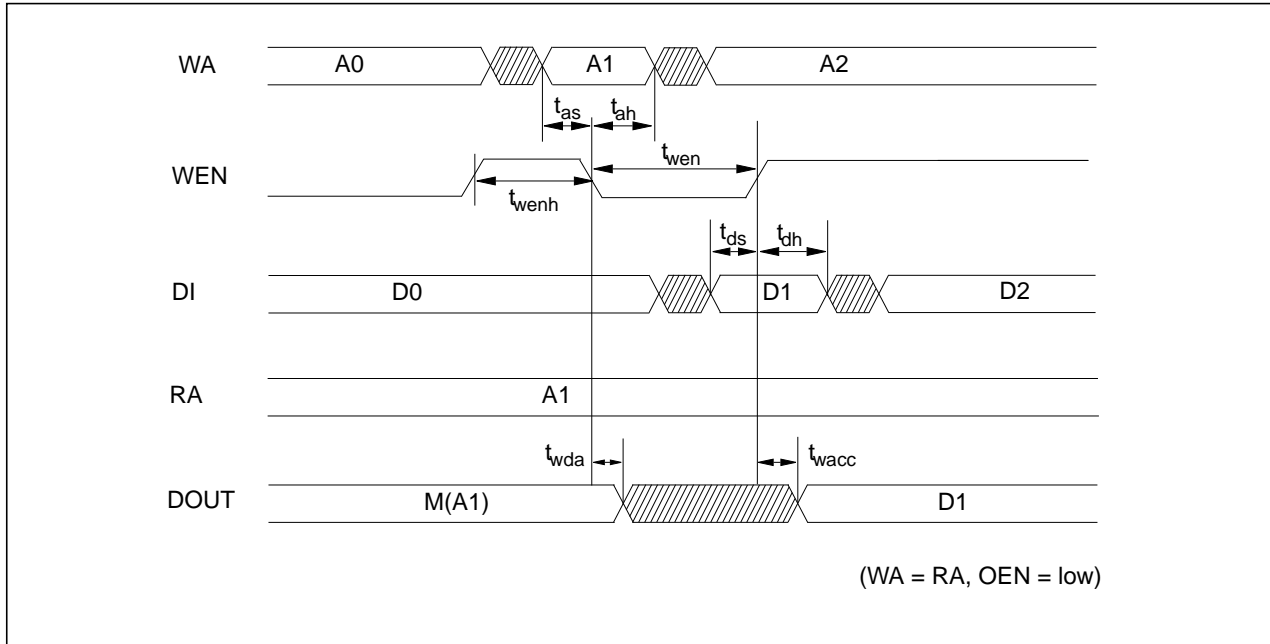 WA A0 A1 A2
t_as t_ah
WEN t_wen
t_wenh
t_ds t_dh
DI D0 D1 D2
RA A1
t_wda t_wacc
DOUT M(A1) D1
(WA = RA, OEN = low)